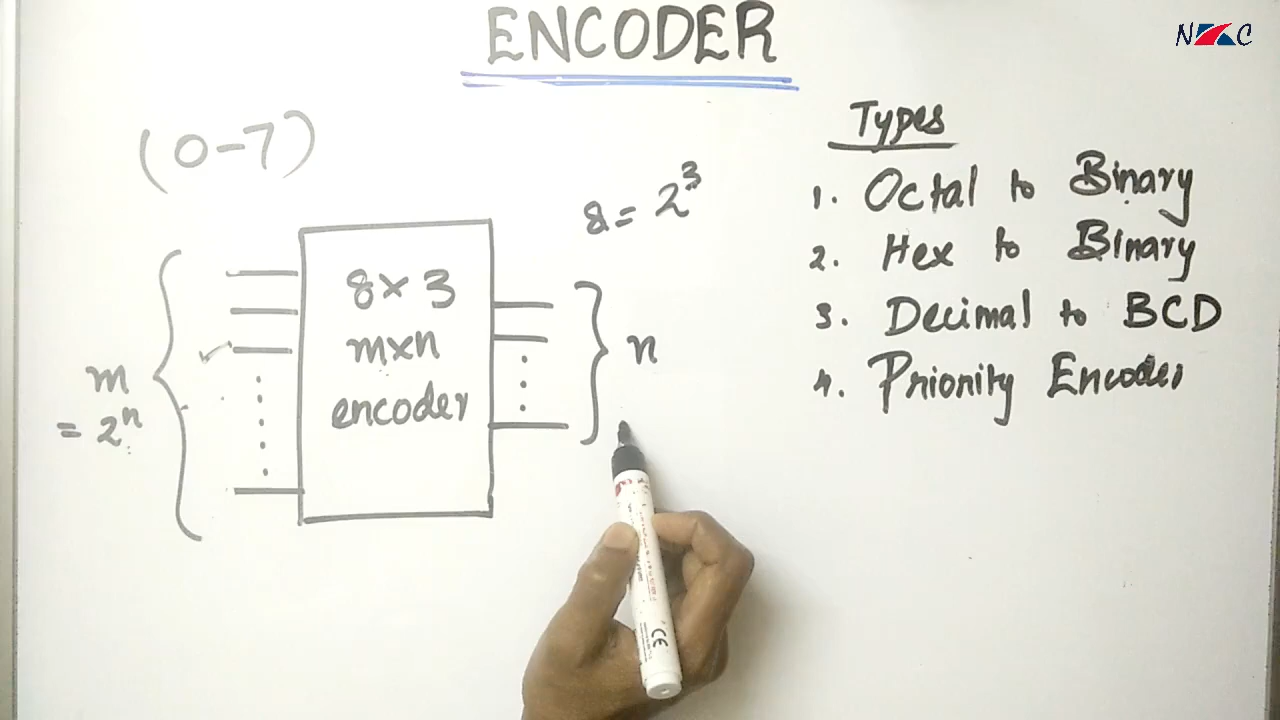 ENCODER
(0-7)
8 = 2³
8 × 3
m×n
encoder
m
= 2ⁿ
n
Types
1. Octal to Binary
2. Hex to Binary
3. Decimal to BCD
4. Priority Encoder
CE